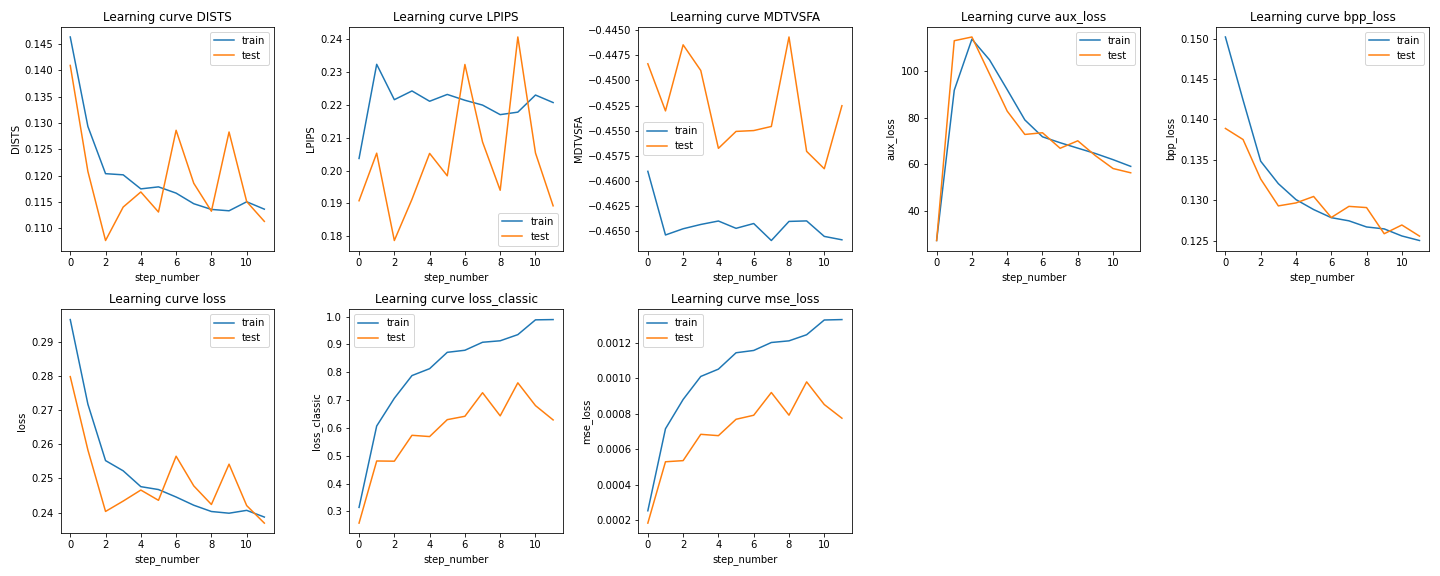 Learning curve DISTS
DISTS
0.145
0.140
0.135
0.130
0.125
0.120
0.115
0.110
train
test
0 2 4 6 8 10
step_number
Learning curve LPIPS
LPIPS
0.24
0.23
0.22
0.21
0.20
0.19
0.18
train
test
0 2 4 6 8 10
step_number
Learning curve MDTVSFA
MDTVSFA
−0.4450
−0.4475
−0.4500
−0.4525
−0.4550
−0.4575
−0.4600
−0.4625
−0.4650
train
test
0 2 4 6 8 10
step_number
Learning curve aux_loss
aux_loss
100
80
60
40
train
test
0 2 4 6 8 10
step_number
Learning curve bpp_loss
bpp_loss
0.150
0.145
0.140
0.135
0.130
0.125
train
test
0 2 4 6 8 10
step_number
Learning curve loss
loss
0.29
0.28
0.27
0.26
0.25
0.24
train
test
0 2 4 6 8 10
step_number
Learning curve loss_classic
loss_classic
1.0
0.9
0.8
0.7
0.6
0.5
0.4
0.3
train
test
0 2 4 6 8 10
step_number
Learning curve mse_loss
mse_loss
0.0012
0.0010
0.0008
0.0006
0.0004
0.0002
train
test
0 2 4 6 8 10
step_number